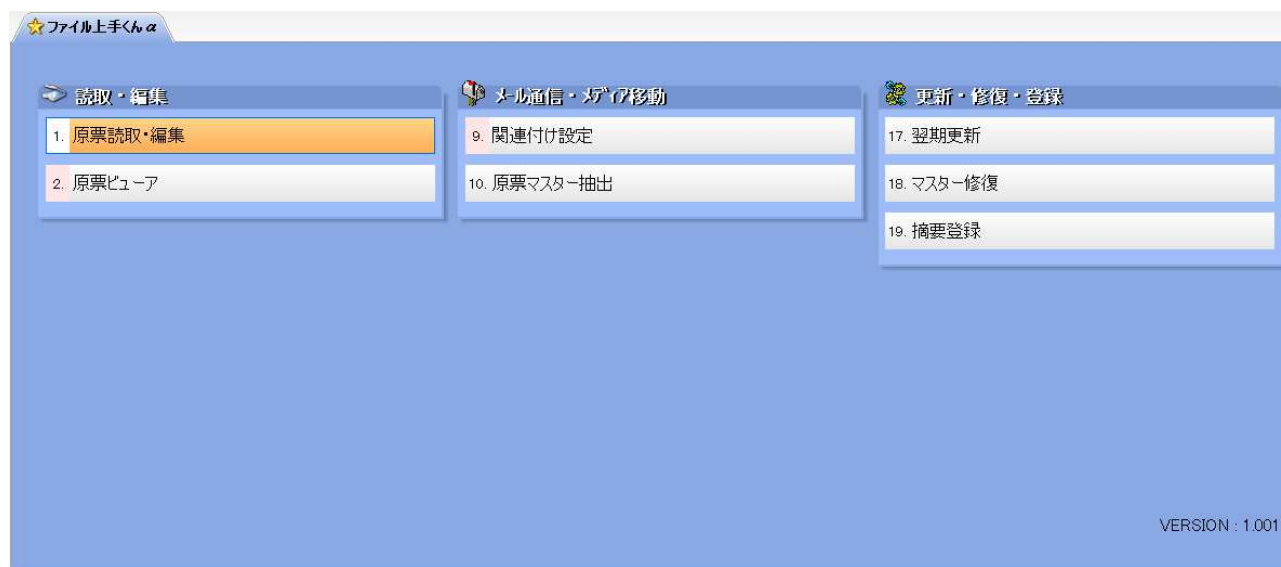 ファイル上手くんα
読取・編集
1. 原票読取・編集
2. 原票ビューア
メール通信・メディア移動
9. 関連付け設定
10. 原票マスター抽出
更新・修復・登録
17. 翌期更新
18. マスター修復
19. 摘要登録
VERSION : 1.001